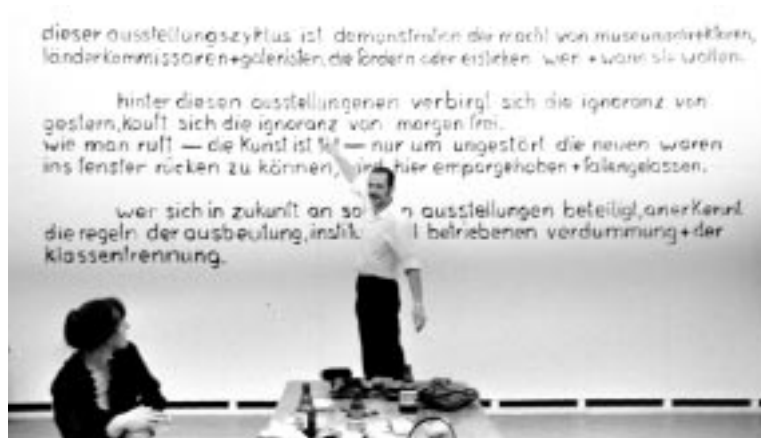 dieser ausstellungszyklus ist demonstration der macht von museumsdirektoren,
länderkommissaren+galeristen, die fördern oder ersticken wen + wann sie wollen.
hinter diesen ausstellungenen verbirgt sich die ignoranz von
gestern, kauft sich die ignoranz von morgen frei.
wie man ruft — die Kunst ist — nur um ungestört die neuen waren
ins fenster rücken zu können, wird hier emporgehoben + fallengelassen.
wer sich in zukunft an ausstellungen beteiligt, anerkennt
die regeln der ausbeutung, betriebenen verdummung + der
klassentrennung.